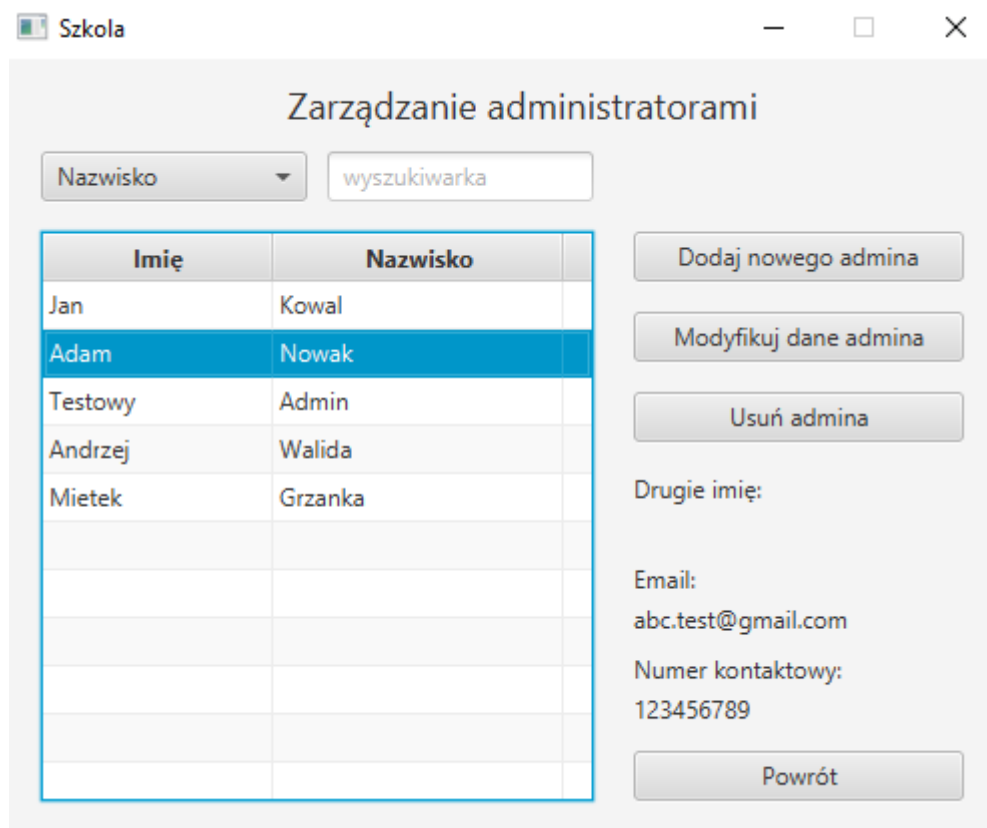 Szkola
Zarządzanie administratorami
Nazwisko
wyszukiwarka
Imię Nazwisko
Jan Kowal
Adam Nowak
Testowy Admin
Andrzej Walida
Mietek Grzanka
Dodaj nowego admina
Modyfikuj dane admina
Usuń admina
Drugie imię:
Email:
abc.test@gmail.com
Numer kontaktowy:
123456789
Powrót